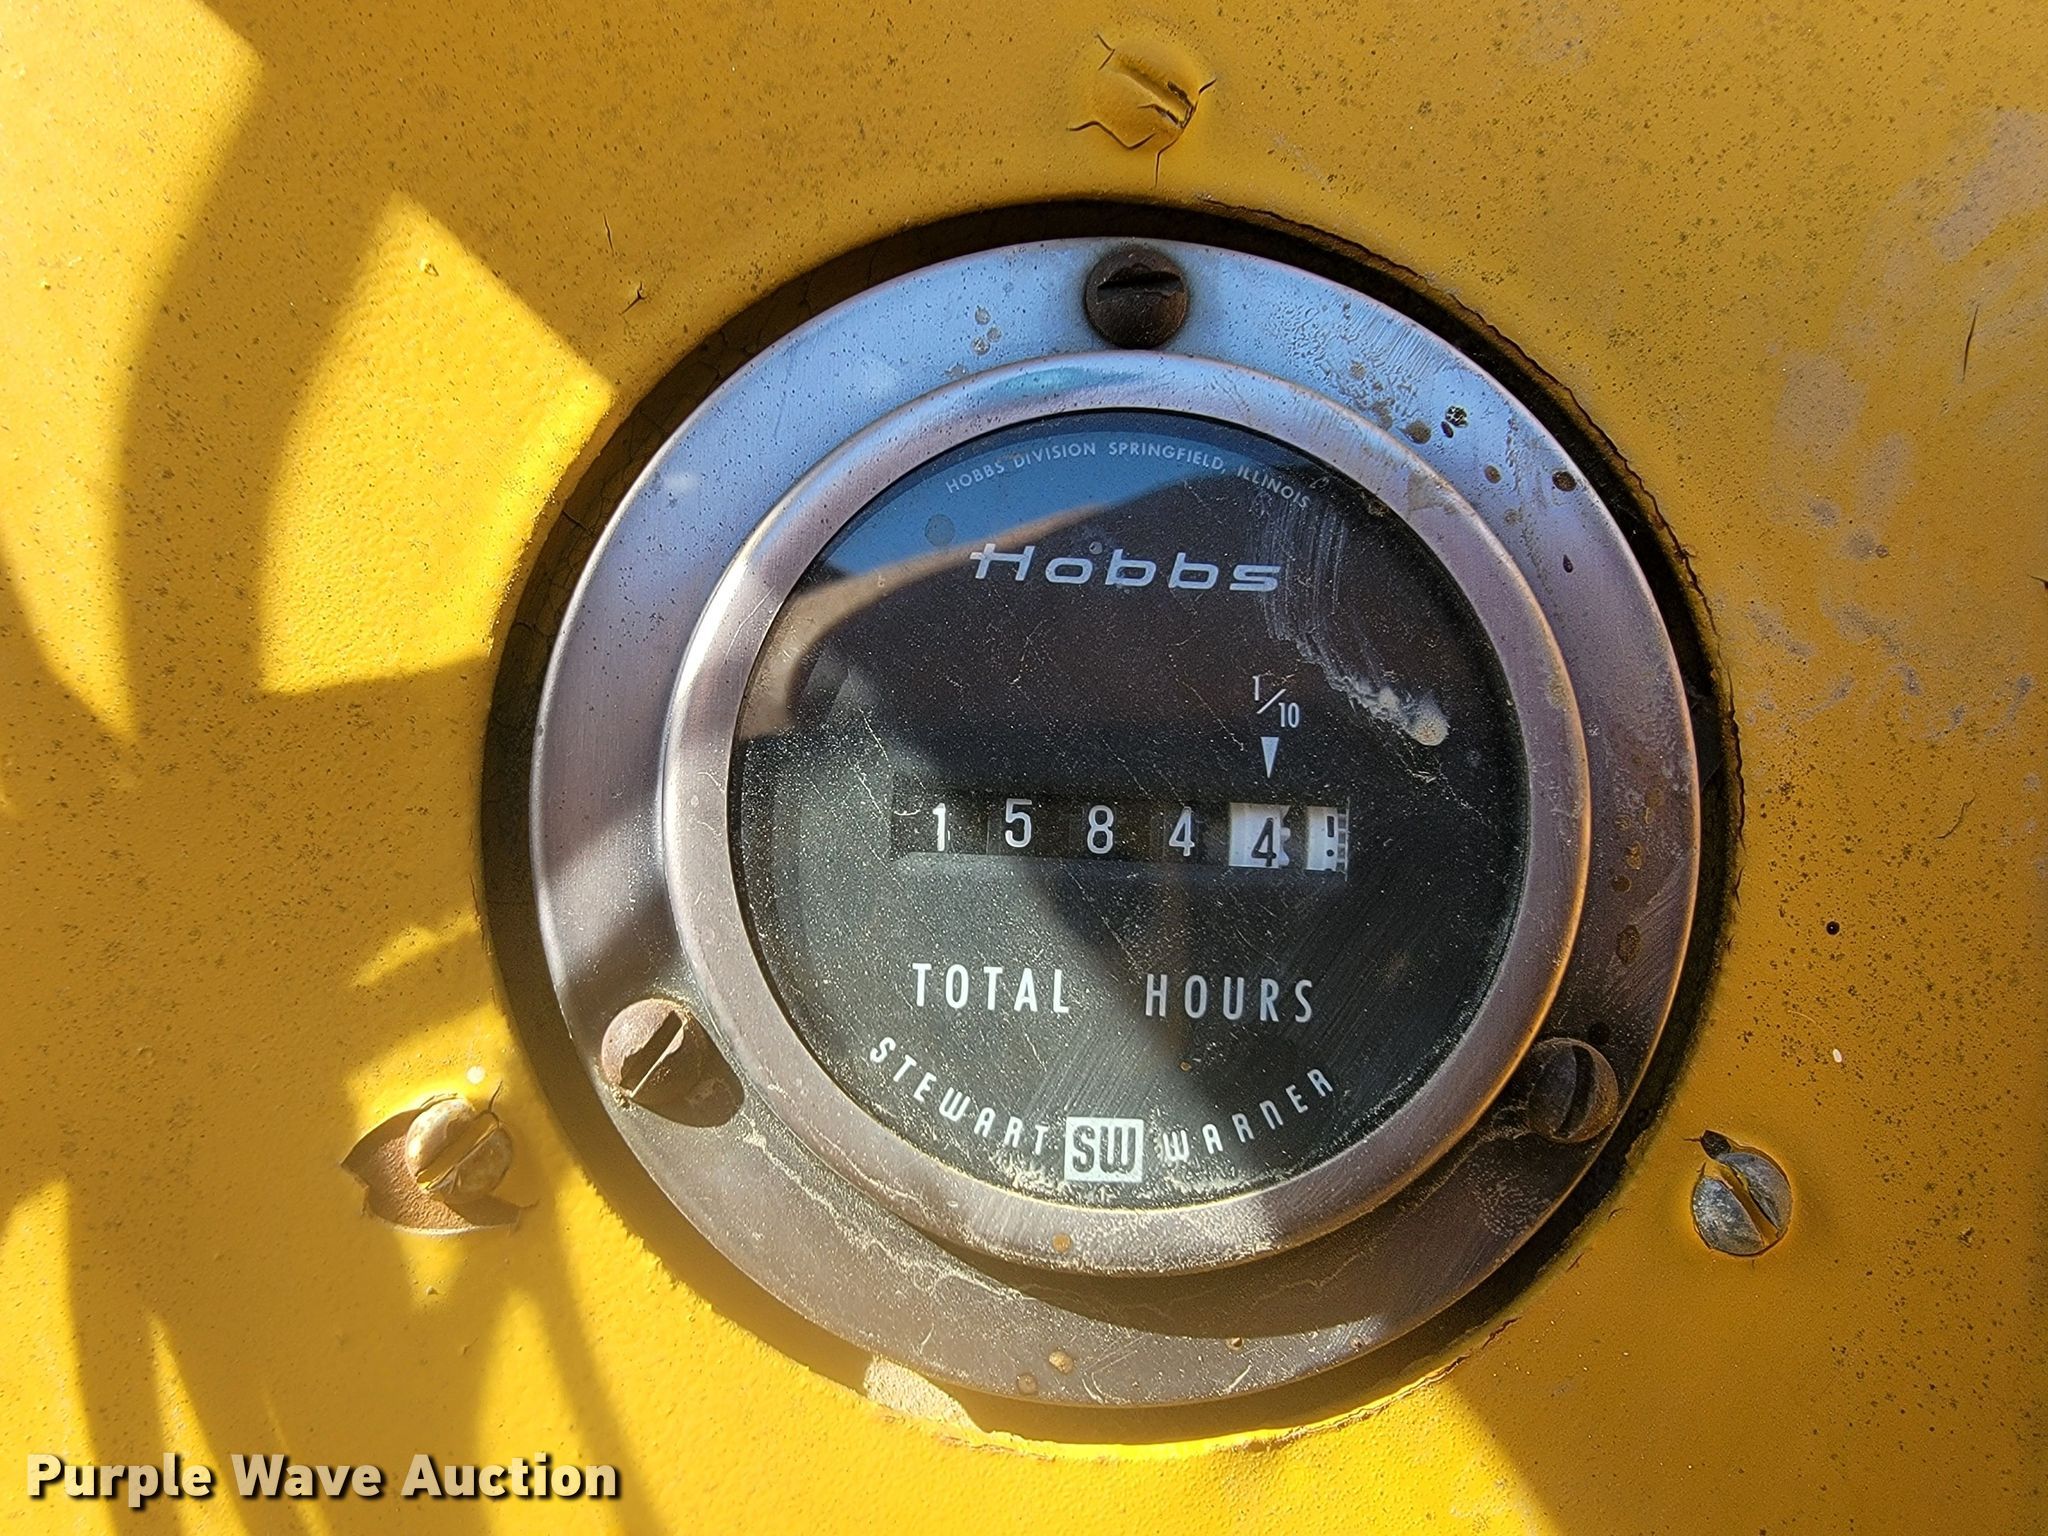 HOBBS DIVISION SPRINGFIELD, ILLINOIS
Hobbs
1/10
1 5 8 4 4
TOTAL HOURS
STEWART SW WARNER
Purple Wave Auction